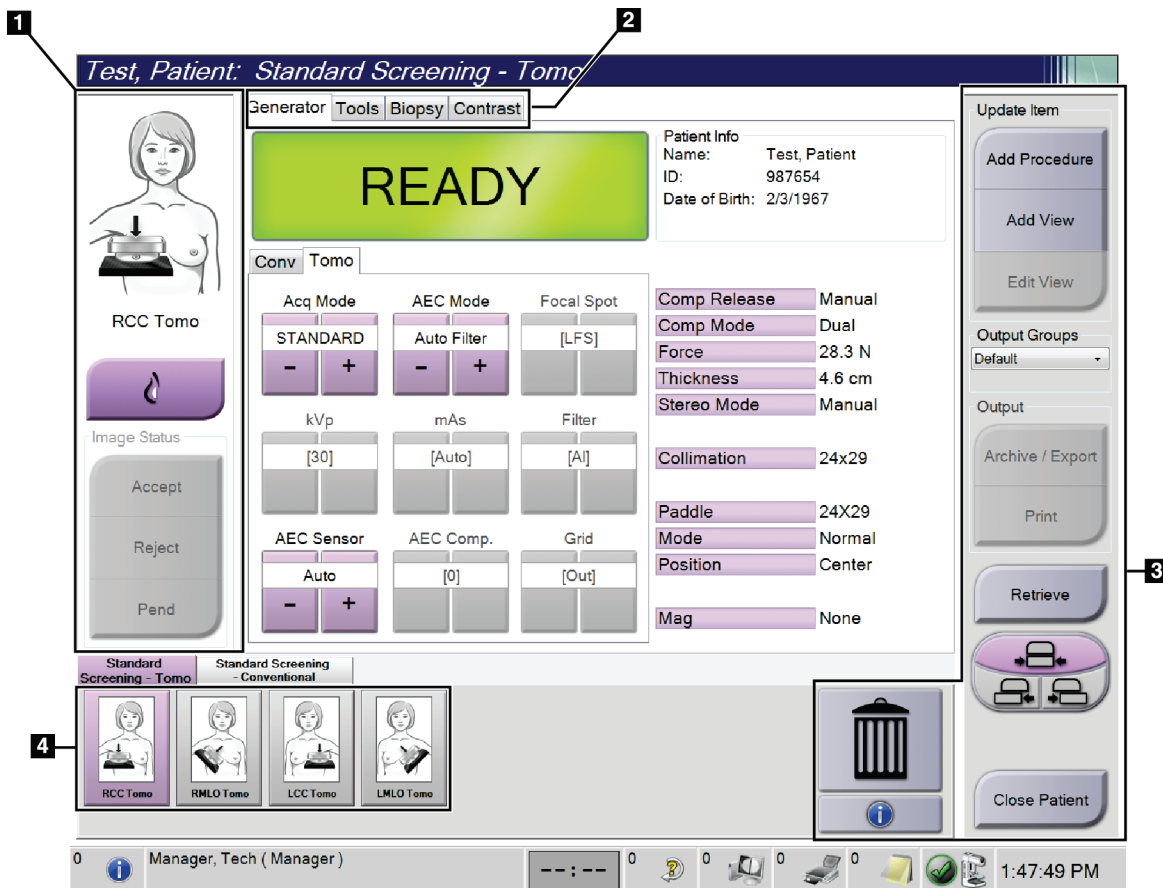 1
2
Test, Patient: Standard Screening - Tomo
Generator Tools Biopsy Contrast
READY
Patient Info
Name: Test, Patient
ID: 987654
Date of Birth: 2/3/1967
RCC Tomo
Image Status
Accept
Reject
Pend
Conv Tomo
Acq Mode AEC Mode Focal Spot
STANDARD Auto Filter [LFS]
- + - +
kVp mAs Filter
[30] [Auto] [Al]
AEC Sensor AEC Comp. Grid
Auto [0] [Out]
- +
Comp Release Manual
Comp Mode Dual
Force 28.3 N
Thickness 4.6 cm
Stereo Mode Manual
Collimation 24x29
Paddle 24X29
Mode Normal
Position Center
Mag None
Update Item
Add Procedure
Add View
Edit View
Output Groups
Default
Output
Archive / Export
Print
Retrieve
Close Patient
3
Standard
Screening - Tomo
Standard Screening
- Conventional
4
RCC Tomo RMLO Tomo LCC Tomo LMLO Tomo
0 Manager, Tech ( Manager ) --:-- 0 0 0 0 1:47:49 PM